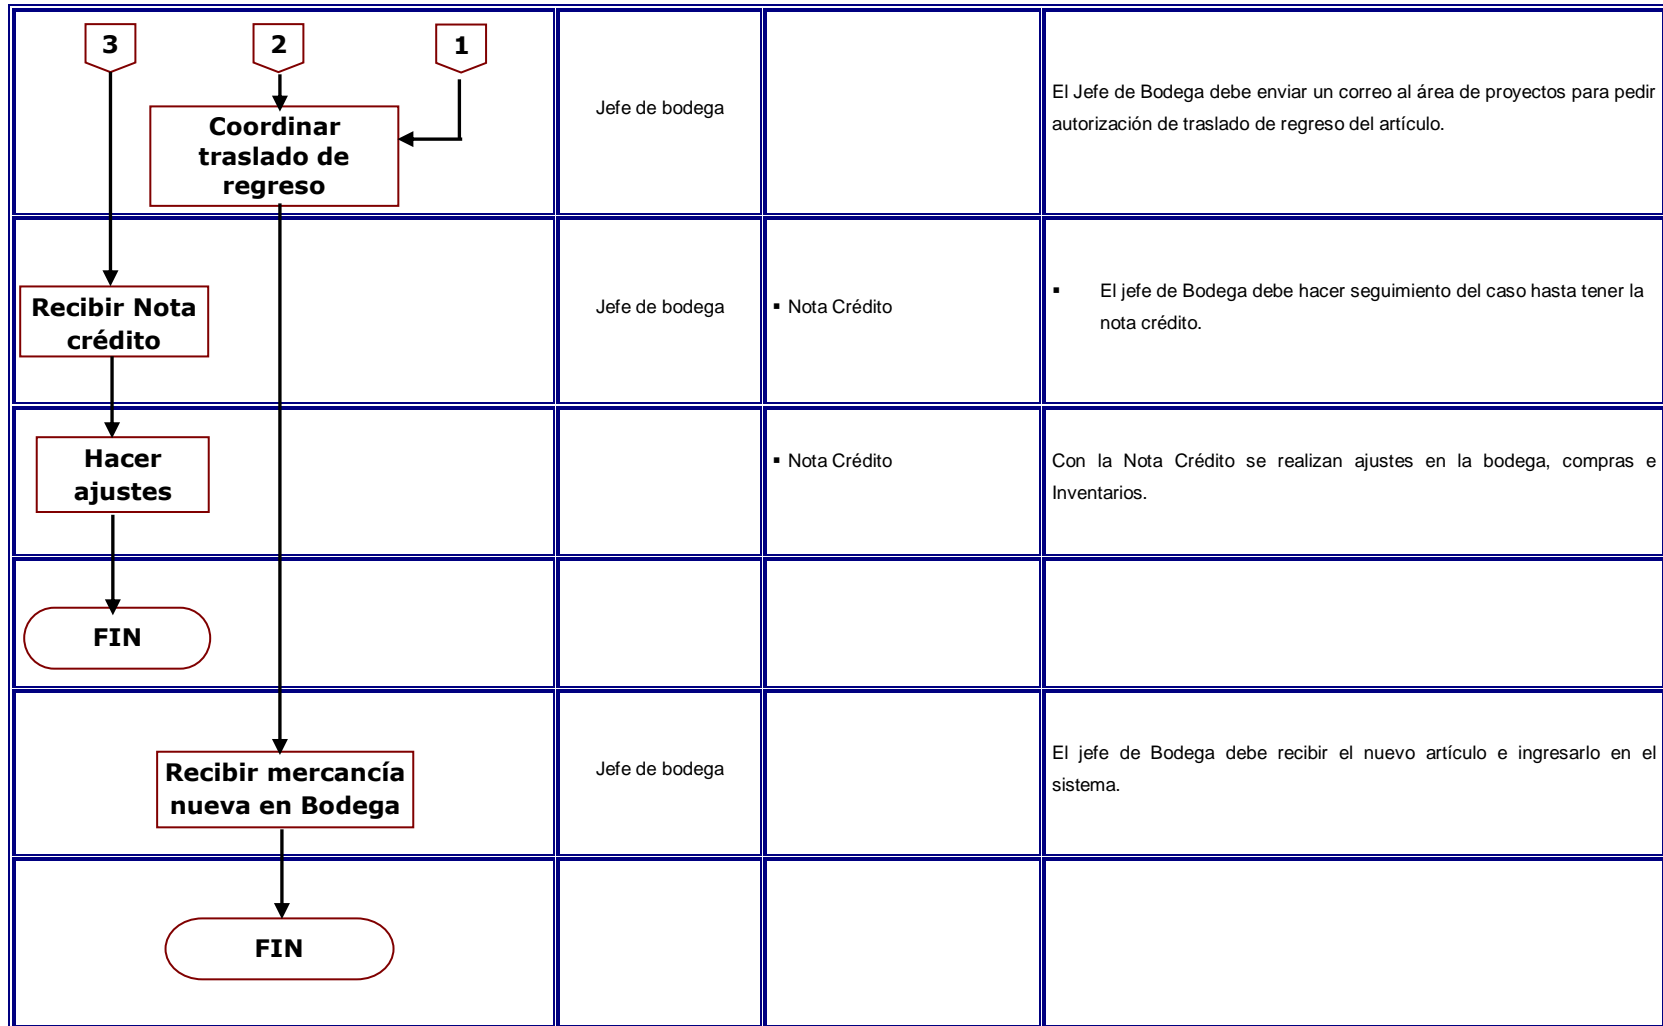 3
2
1
Coordinar
traslado de
regreso
Jefe de bodega
El Jefe de Bodega debe enviar un correo al área de proyectos para pedir
autorización de traslado de regreso del artículo.
Recibir Nota
crédito
Jefe de bodega
▪ Nota Crédito
▪ El jefe de Bodega debe hacer seguimiento del caso hasta tener la
nota crédito.
Hacer
ajustes
▪ Nota Crédito
Con la Nota Crédito se realizan ajustes en la bodega, compras e
Inventarios.
FIN
Recibir mercancía
nueva en Bodega
Jefe de bodega
El jefe de Bodega debe recibir el nuevo artículo e ingresarlo en el
sistema.
FIN